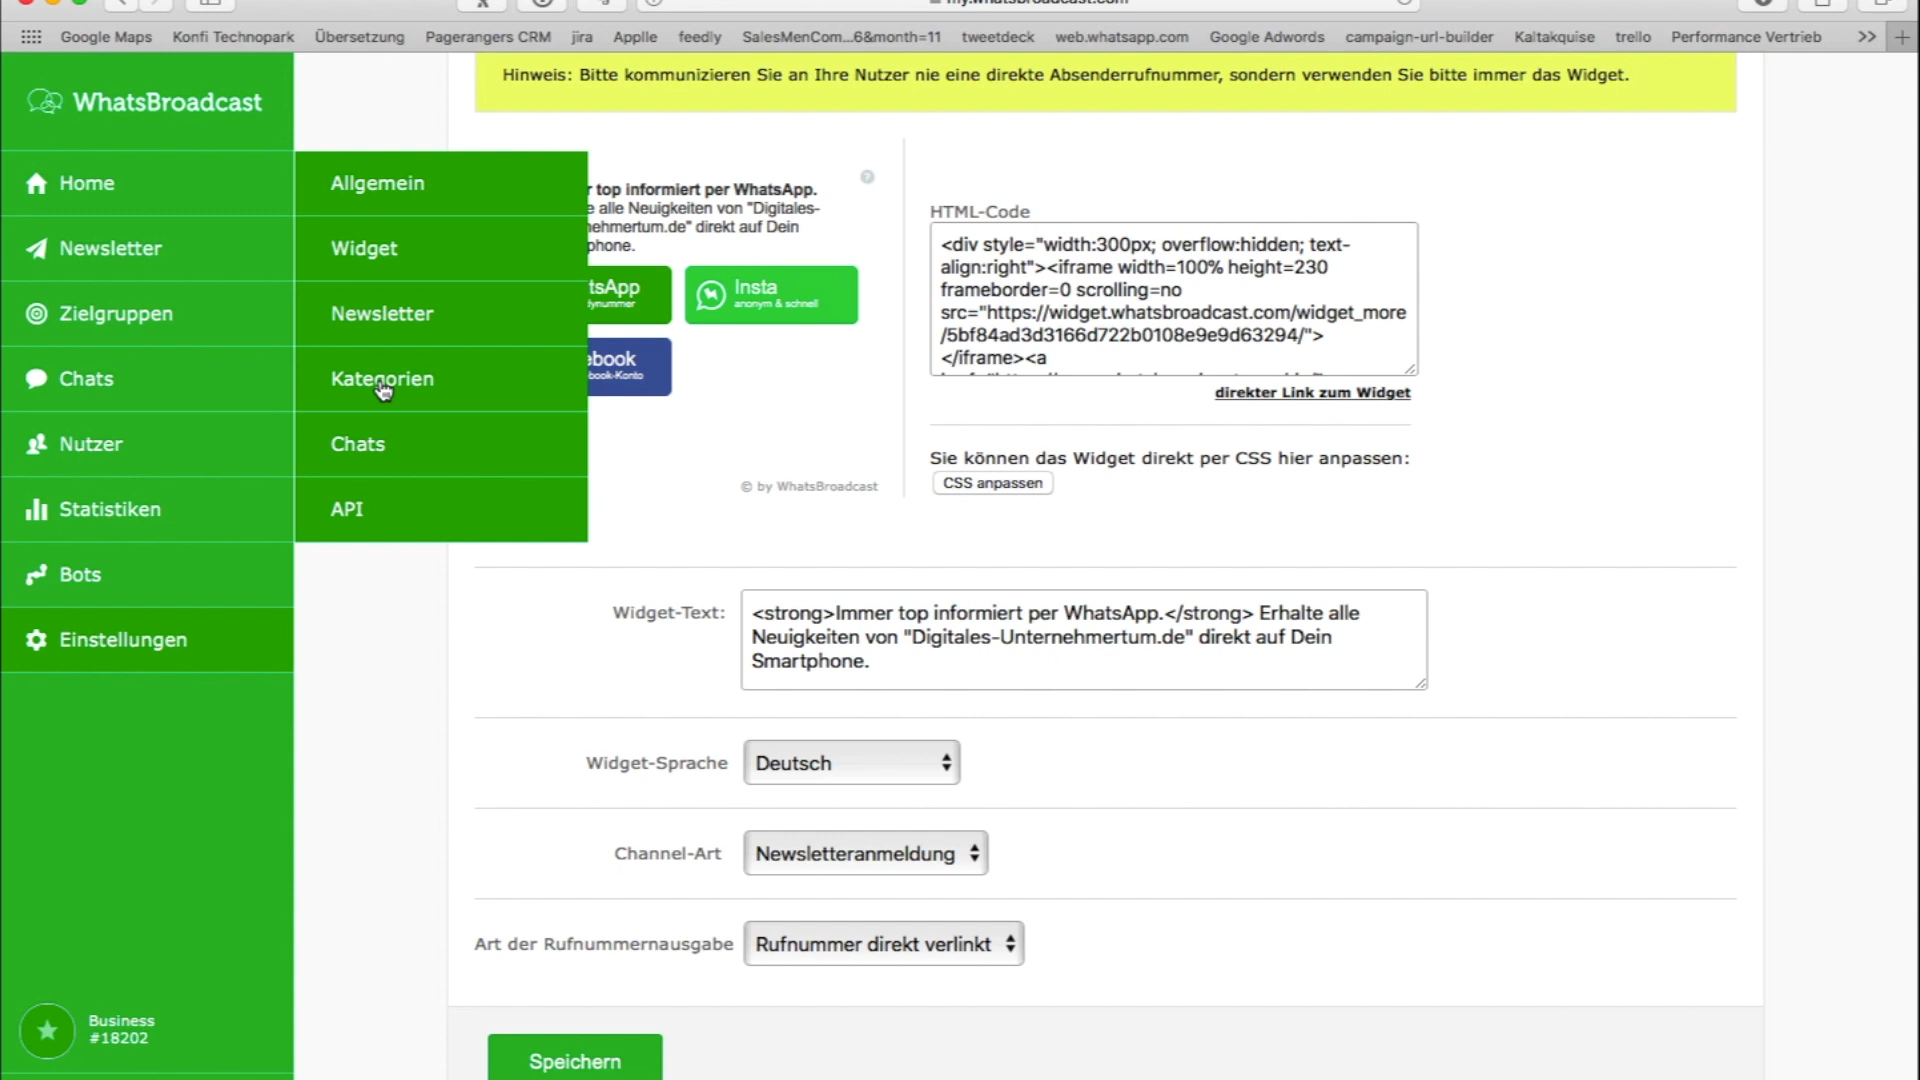 my.whatsbroadcast.com
Google Maps Konfi Technopark Übersetzung Pagerangers CRM jira Applle feedly SalesMenCom...6&month=11 tweetdeck web.whatsapp.com Google Adwords campaign-url-builder Kaltakquise trello Performance Vertrieb >> +
WhatsBroadcast
Home
Newsletter
Zielgruppen
Chats
Nutzer
Statistiken
Bots
Einstellungen
Business
#18202
Allgemein
Widget
Newsletter
Kategorien
Chats
API
Hinweis: Bitte kommunizieren Sie an Ihre Nutzer nie eine direkte Absenderrufnummer, sondern verwenden Sie bitte immer das Widget.
top informiert per WhatsApp.
alle Neuigkeiten von "Digitales-
ehmertum.de" direkt auf Dein
phone.
tsApp
dynummer
Insta
anonym & schnell
ebook
book-Konto
© by WhatsBroadcast
HTML-Code
<div style="width:300px; overflow:hidden; text-
align:right"><iframe width=100% height=230
frameborder=0 scrolling=no
src="https://widget.whatsbroadcast.com/widget_more
/5bf84ad3d3166d722b0108e9e9d63294/">
</iframe><a
direkter Link zum Widget
Sie können das Widget direkt per CSS hier anpassen:
CSS anpassen
Widget-Text:
<strong>Immer top informiert per WhatsApp.</strong> Erhalte alle
Neuigkeiten von "Digitales-Unternehmertum.de" direkt auf Dein
Smartphone.
Widget-Sprache
Deutsch
Channel-Art
Newsletteranmeldung
Art der Rufnummernausgabe
Rufnummer direkt verlinkt
Speichern